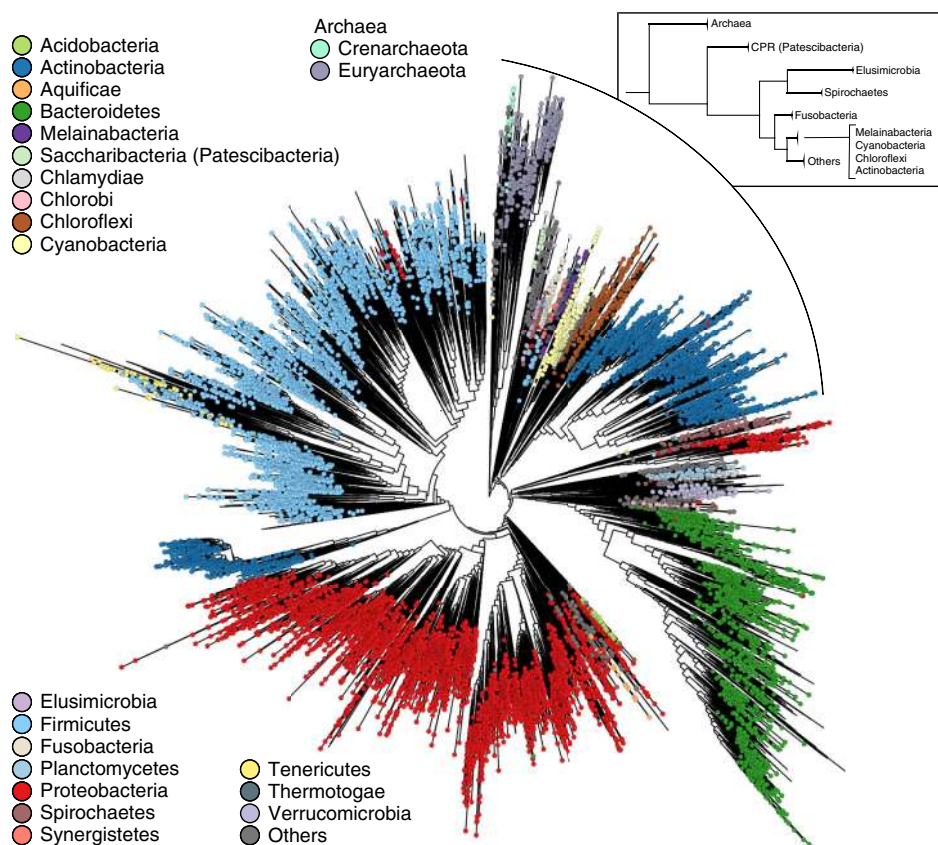 Acidobacteria
Actinobacteria
Aquificae
Bacteroidetes
Melainabacteria
Saccharibacteria (Patescibacteria)
Chlamydiae
Chlorobi
Chloroflexi
Cyanobacteria
Archaea
Crenarchaeota
Euryarchaeota
Archaea
CPR (Patescibacteria)
Elusimicrobia
Spirochaetes
Fusobacteria
Others
Melainabacteria
Cyanobacteria
Chloroflexi
Actinobacteria
Elusimicrobia
Firmicutes
Fusobacteria
Planctomycetes
Proteobacteria
Spirochaetes
Synergistetes
Tenericutes
Thermotogae
Verrucomicrobia
Others